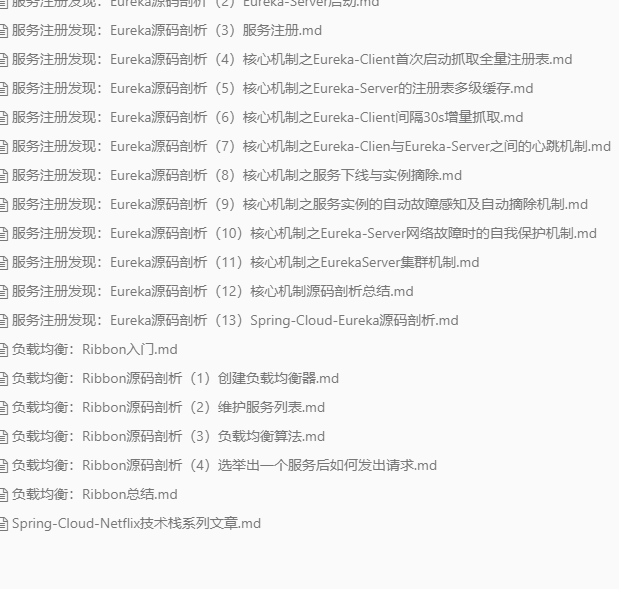 服务注册发现：Eureka源码剖析（2）Eureka-Server启动.md
服务注册发现：Eureka源码剖析（3）服务注册.md
服务注册发现：Eureka源码剖析（4）核心机制之Eureka-Client首次启动抓取全量注册表.md
服务注册发现：Eureka源码剖析（5）核心机制之Eureka-Server的注册表多级缓存.md
服务注册发现：Eureka源码剖析（6）核心机制之Eureka-Client间隔30s增量抓取.md
服务注册发现：Eureka源码剖析（7）核心机制之Eureka-Clien与Eureka-Server之间的心跳机制.md
服务注册发现：Eureka源码剖析（8）核心机制之服务下线与实例摘除.md
服务注册发现：Eureka源码剖析（9）核心机制之服务实例的自动故障感知及自动摘除机制.md
服务注册发现：Eureka源码剖析（10）核心机制之Eureka-Server网络故障时的自我保护机制.md
服务注册发现：Eureka源码剖析（11）核心机制之EurekaServer集群机制.md
服务注册发现：Eureka源码剖析（12）核心机制源码剖析总结.md
服务注册发现：Eureka源码剖析（13）Spring-Cloud-Eureka源码剖析.md
负载均衡：Ribbon入门.md
负载均衡：Ribbon源码剖析（1）创建负载均衡器.md
负载均衡：Ribbon源码剖析（2）维护服务列表.md
负载均衡：Ribbon源码剖析（3）负载均衡算法.md
负载均衡：Ribbon源码剖析（4）选举出一个服务后如何发出请求.md
负载均衡：Ribbon总结.md
Spring-Cloud-Netflix技术栈系列文章.md